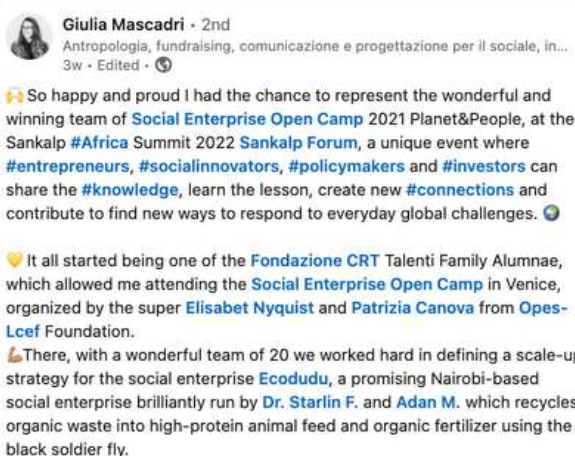 Giulia Mascadri • 2nd
Antropologia, fundraising, comunicazione e progettazione per il sociale, in...
3w • Edited •
🙌 So happy and proud I had the chance to represent the wonderful and
winning team of Social Enterprise Open Camp 2021 Planet&People, at the
Sankalp #Africa Summit 2022 Sankalp Forum, a unique event where
#entrepreneurs, #socialinnovators, #policymakers and #investors can
share the #knowledge, learn the lesson, create new #connections and
contribute to find new ways to respond to everyday global challenges. 🌍
💛 It all started being one of the Fondazione CRT Talenti Family Alumnae,
which allowed me attending the Social Enterprise Open Camp in Venice,
organized by the super Elisabet Nyquist and Patrizia Canova from Opes-
Lcef Foundation.
💪There, with a wonderful team of 20 we worked hard in defining a scale-up
strategy for the social enterprise Ecodudu, a promising Nairobi-based
social enterprise brilliantly run by Dr. Starlin F. and Adan M. which recycles
organic waste into high-protein animal feed and organic fertilizer using the
black soldier fly.